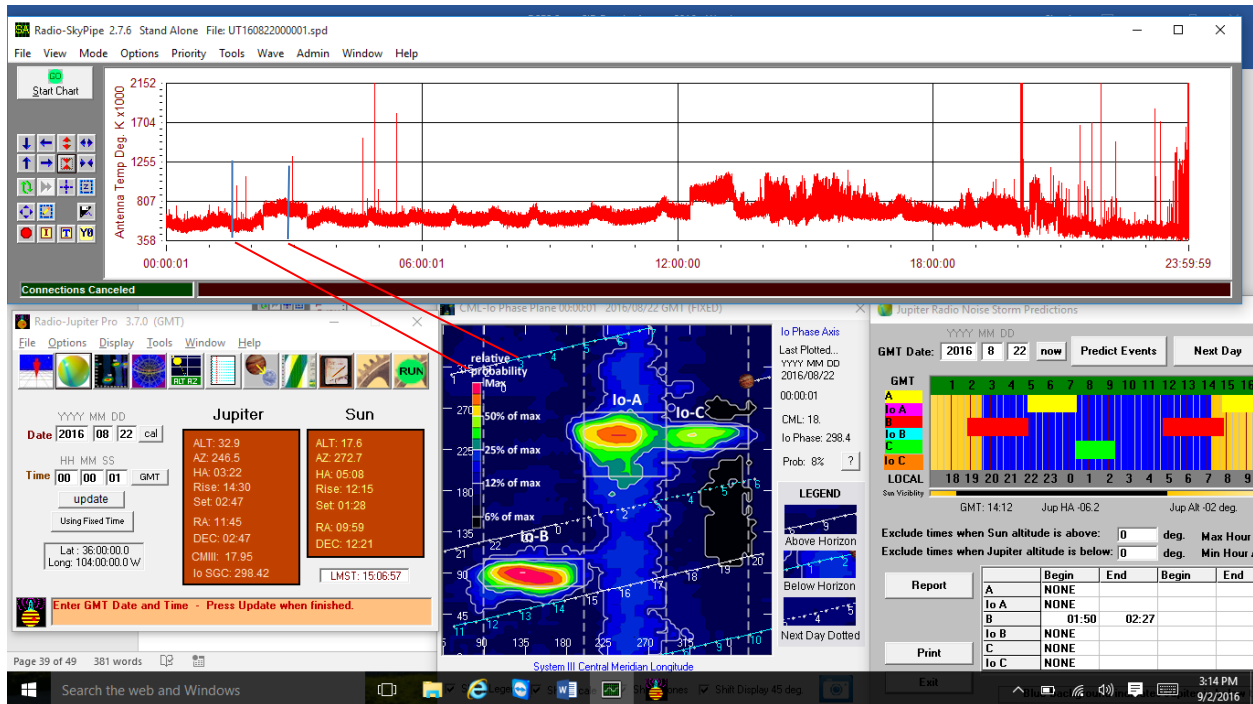 Radio-SkyPipe 2.7.6 Stand Alone File: UT160822000001.spd
File View Mode Options Priority Tools Wave Admin Window Help
GO
Start Chart
Antenna Temp Deg. K x1000
2152
1704
1255
807
358
00:00:01 06:00:01 12:00:00 18:00:00 23:59:59
Connections Canceled
Radio-Jupiter Pro 3.7.0 (GMT)
File Options Display Tools Window Help
ALT AZ
RUN
YYYY MM DD
Date 2016 08 22 cal
HH MM SS
Time 00 00 01 GMT
update
Using Fixed Time
Lat : 36:00:00.0
Long: 104:00:00.0 W
Jupiter
ALT: 32.9
AZ: 246.5
HA: 03:22
Rise: 14:30
Set: 02:47
RA: 11:45
DEC: 02:47
CMIII: 17.95
Io SGC: 298.42
Sun
ALT: 17.6
AZ: 272.7
HA: 05:08
Rise: 12:15
Set: 01:28
RA: 09:59
DEC: 12:21
LMST: 15:06:57
Enter GMT Date and Time - Press Update when finished.
Page 39 of 49 381 words
CML-Io Phase Plane 00:00:01 2016/08/22 GMT (FIXED)
relative
probability
Max
50% of max
25% of max
12% of max
6% of max
Io-A
Io-C
Io-B
315
270
225
180
135
90
45
90 135 180 225 270 315
System III Central Meridian Longitude
Io Phase Axis
Last Plotted...
YYYY MM DD
2016/08/22
00:00:01
CML: 18.
Io Phase: 298.4
Prob: 8% ?
LEGEND
Above Horizon
Below Horizon
Next Day Dotted
Jupiter Radio Noise Storm Predictions
YYYY MM DD
GMT Date: 2016 8 22 now Predict Events Next Day
GMT 1 2 3 4 5 6 7 8 9 10 11 12 13 14 15 16
A
Io A
B
Io B
C
Io C
LOCAL 18 19 20 21 22 23 0 1 2 3 4 5 6 7 8 9
Sun Visiblity
GMT: 14:12 Jup HA -06.2 Jup Alt -02 deg.
Exclude times when Sun altitude is above: 0 deg. Max Hour
Exclude times when Jupiter altitude is below: 0 deg. Min Hour
Report
Print
Exit
Begin End Begin End
A NONE
Io A NONE
B 01:50 02:27
Io B NONE
C NONE
Io C NONE
Search the web and Windows
3:14 PM
9/2/2016